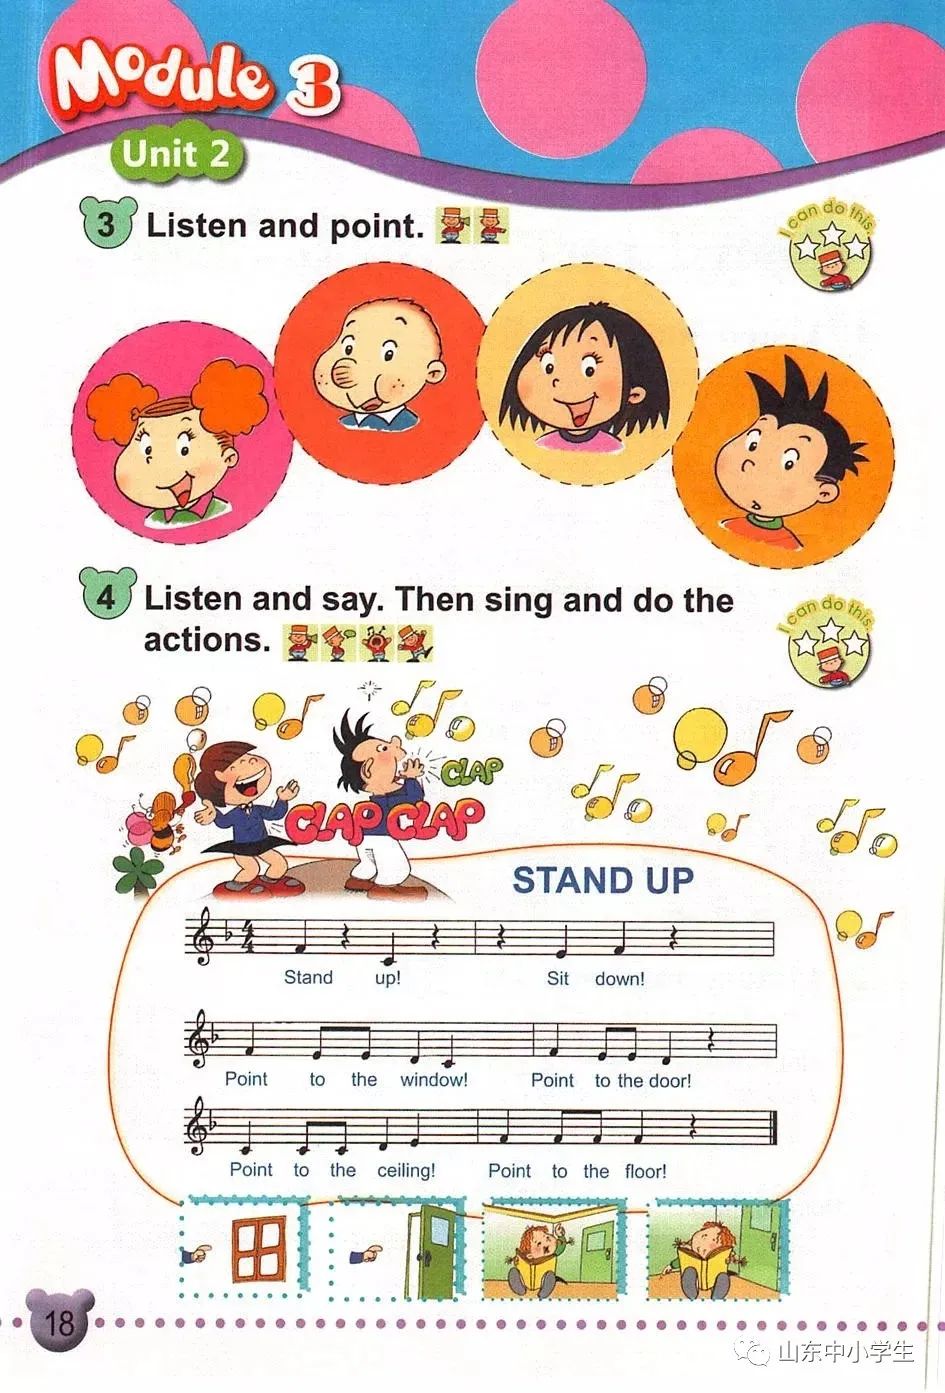 Module 3
Unit 2
3 Listen and point.
I can do this.
4 Listen and say. Then sing and do the
actions.
I can do this.
CLAP
CLAP CLAP
STAND UP
4
4
Stand up! Sit down!
Point to the window! Point to the door!
Point to the ceiling! Point to the floor!
18
山东中小学生